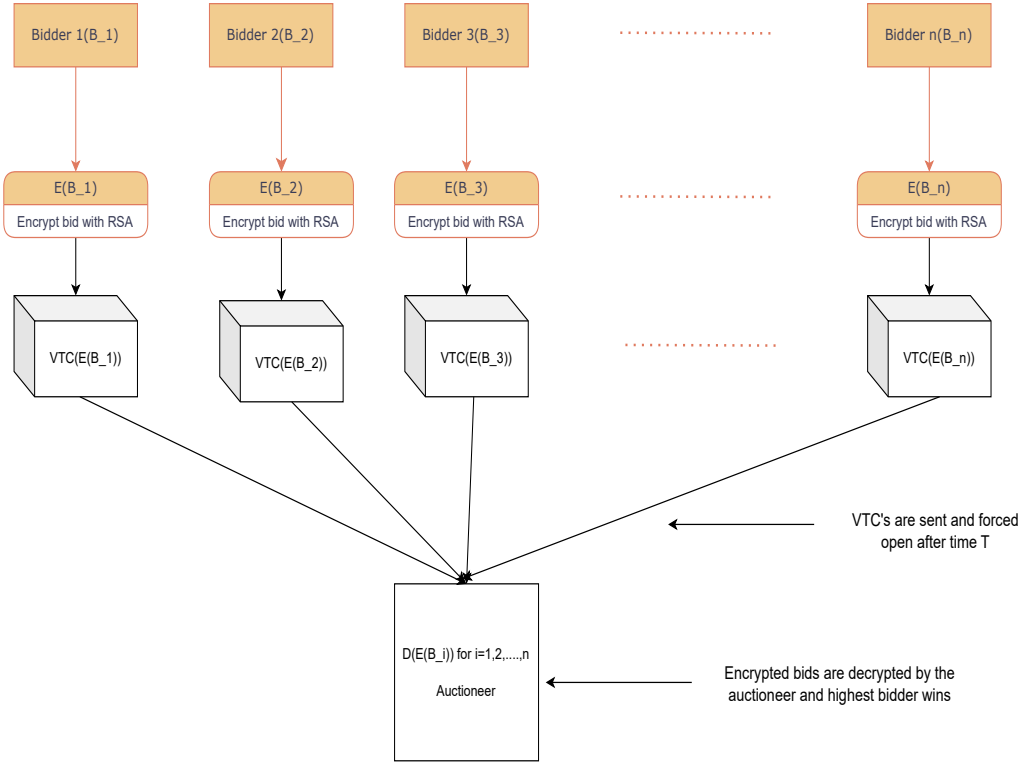 Bidder 1(B_1)
Bidder 2(B_2)
Bidder 3(B_3)
Bidder n(B_n)
E(B_1)
E(B_2)
E(B_3)
E(B_n)
Encrypt bid with RSA
Encrypt bid with RSA
Encrypt bid with RSA
Encrypt bid with RSA
VTC(E(B_1))
VTC(E(B_2))
VTC(E(B_3))
VTC(E(B_n))
VTC's are sent and forced
open after time T
D(E(B_i)) for i=1,2,....,n
Auctioneer
Encrypted bids are decrypted by the
auctioneer and highest bidder wins